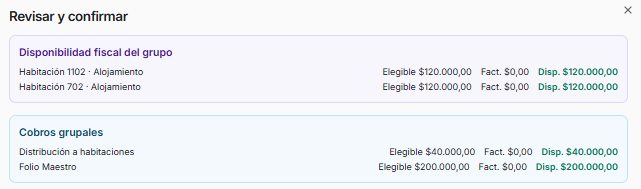 Revisar y confirmar
Disponibilidad fiscal del grupo
Habitación 1102 · Alojamiento Elegible $120.000,00 Fact. $0,00 Disp. $120.000,00
Habitación 702 · Alojamiento Elegible $120.000,00 Fact. $0,00 Disp. $120.000,00
Cobros grupales
Distribución a habitaciones Elegible $40.000,00 Fact. $0,00 Disp. $40.000,00
Folio Maestro Elegible $200.000,00 Fact. $0,00 Disp. $200.000,00